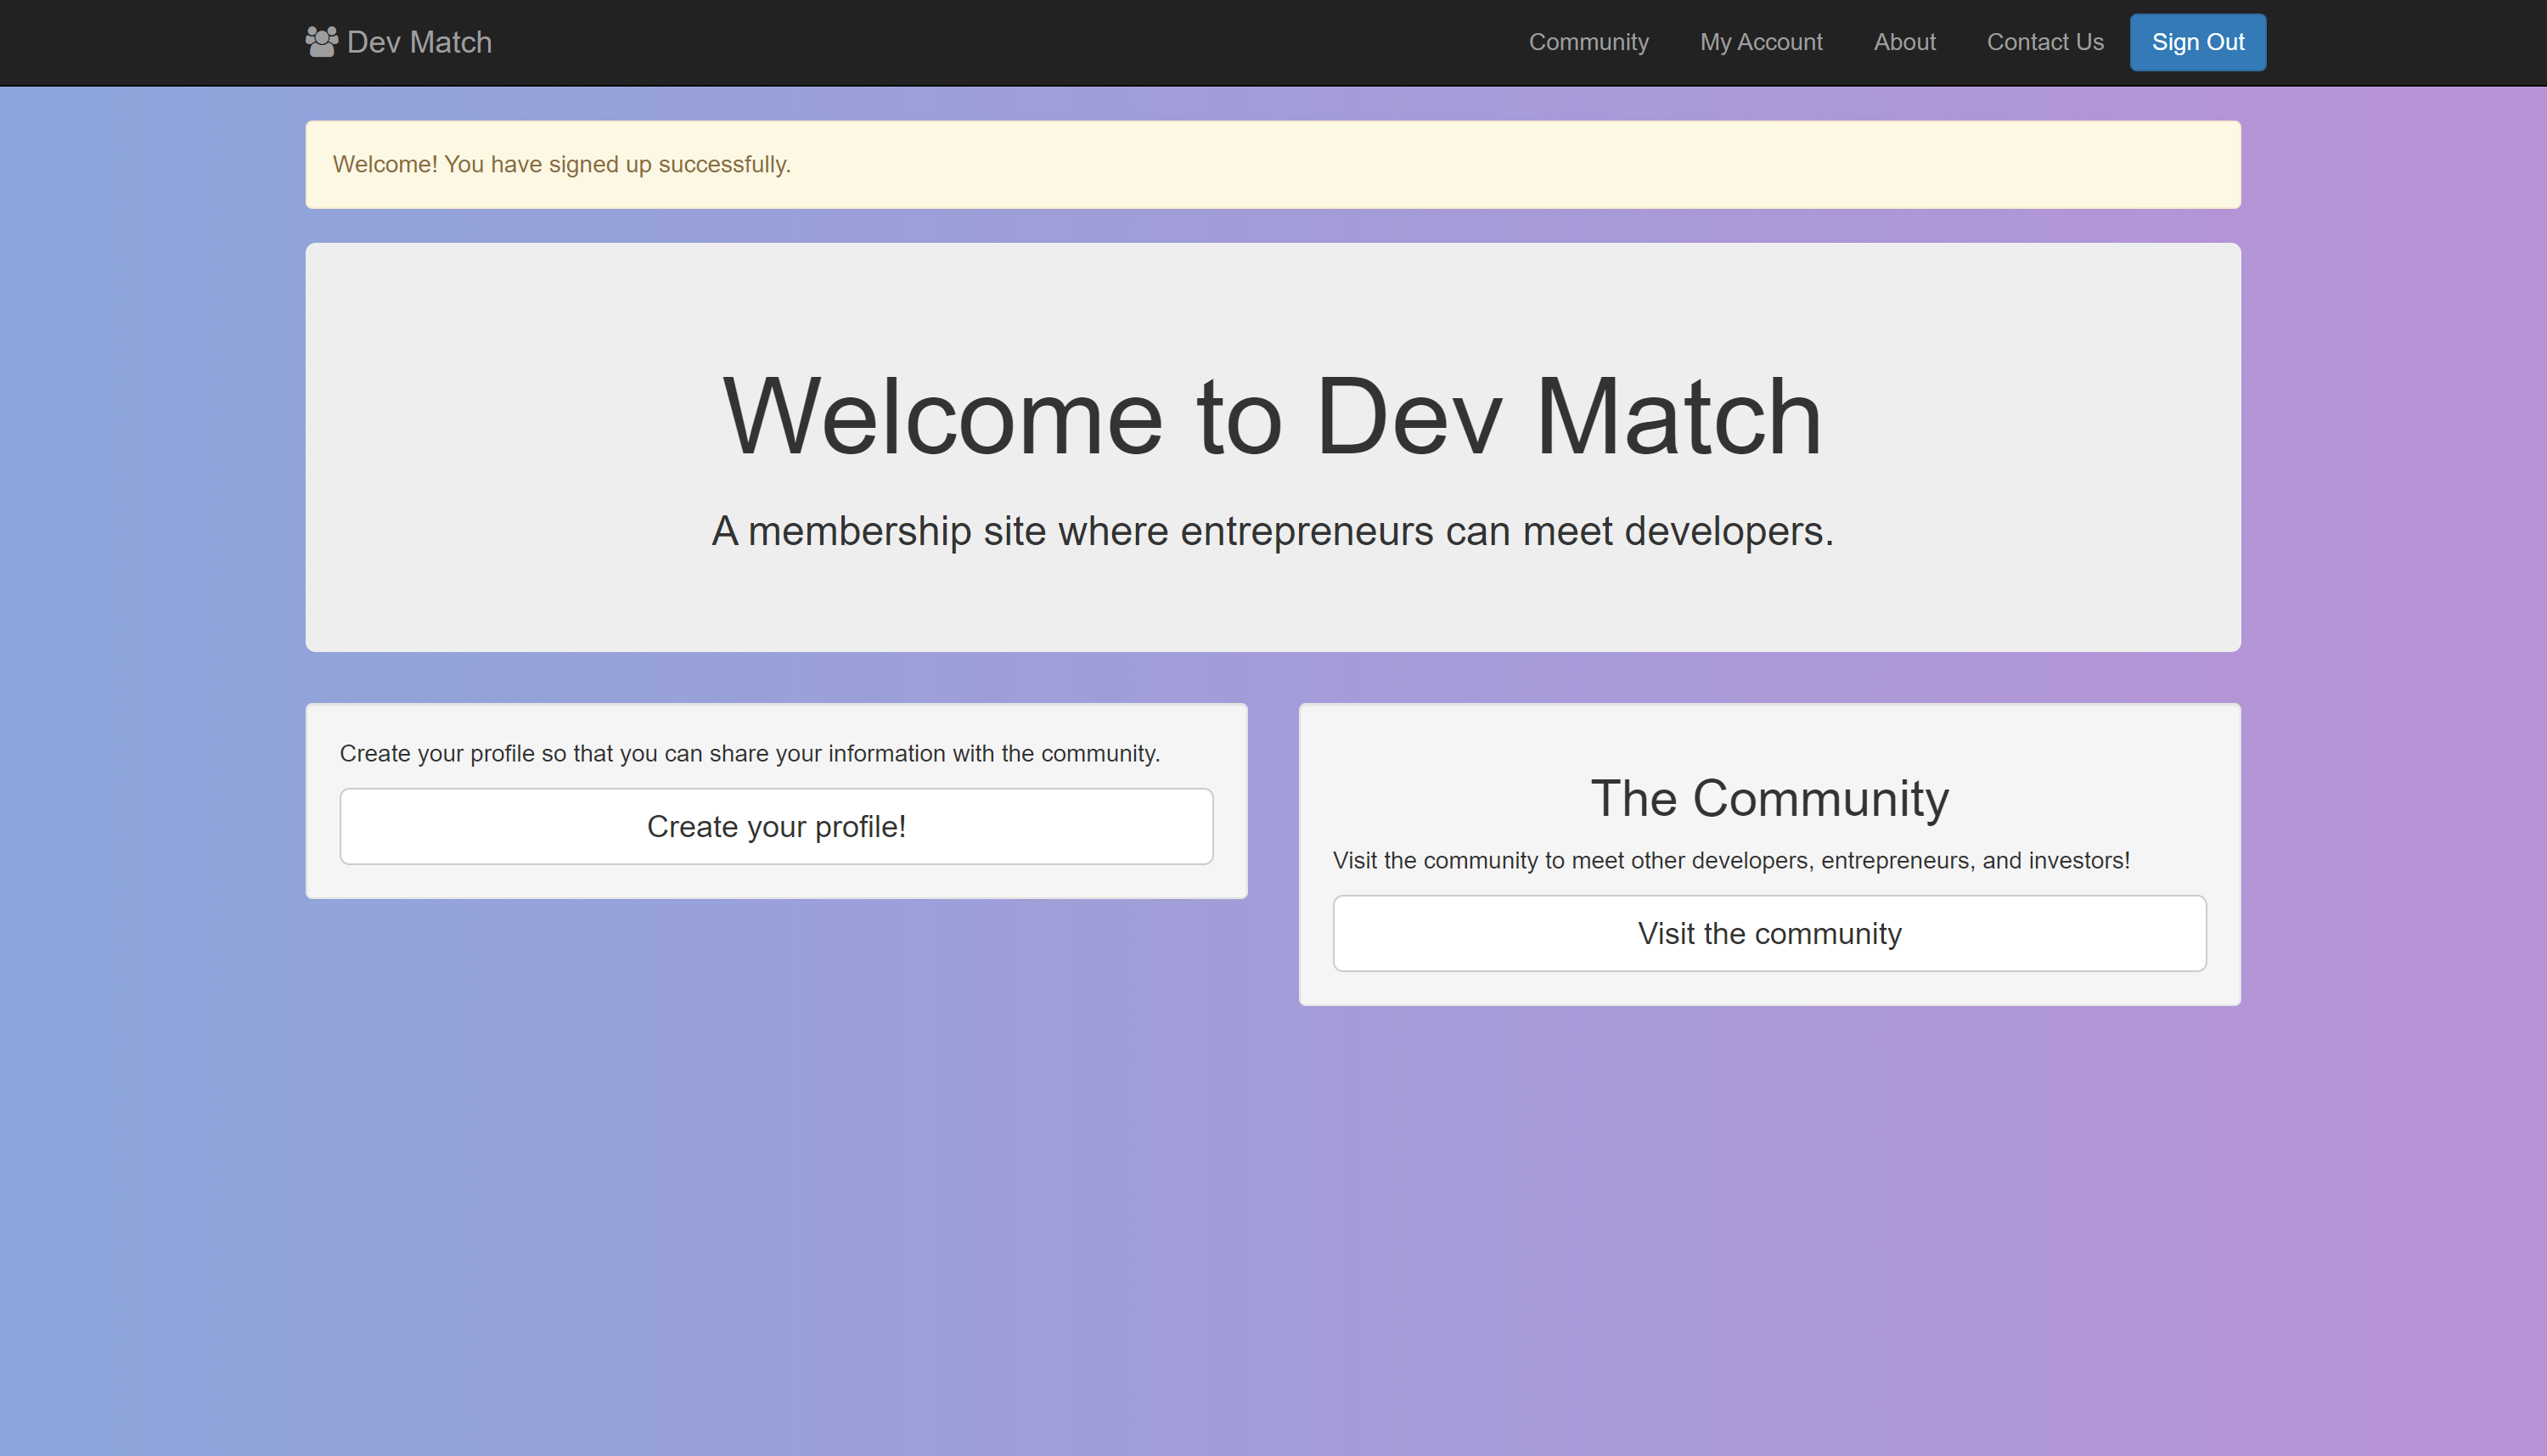 Dev Match
Community
My Account
About
Contact Us
Sign Out
Welcome! You have signed up successfully.
Welcome to Dev Match
A membership site where entrepreneurs can meet developers.
Create your profile so that you can share your information with the community.
Create your profile!
The Community
Visit the community to meet other developers, entrepreneurs, and investors!
Visit the community